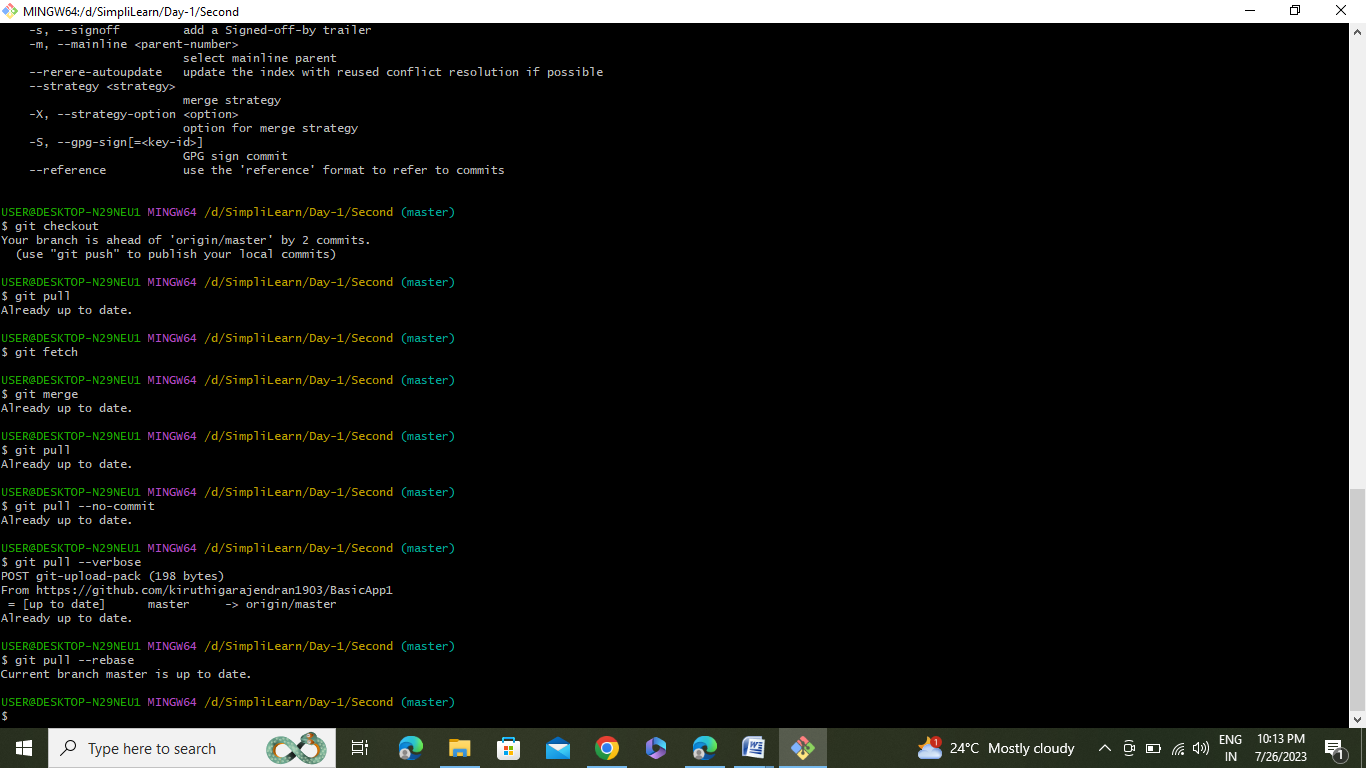 MINGW64:/d/SimpliLearn/Day-1/Second
-s, --signoff add a Signed-off-by trailer
-m, --mainline <parent-number>
select mainline parent
--rerere-autoupdate update the index with reused conflict resolution if possible
--strategy <strategy>
merge strategy
-X, --strategy-option <option>
option for merge strategy
-S, --gpg-sign[=<key-id>]
GPG sign commit
--reference use the 'reference' format to refer to commits
USER@DESKTOP-N29NEU1 MINGW64 /d/SimpliLearn/Day-1/Second (master)
$ git checkout
Your branch is ahead of 'origin/master' by 2 commits.
(use "git push" to publish your local commits)
USER@DESKTOP-N29NEU1 MINGW64 /d/SimpliLearn/Day-1/Second (master)
$ git pull
Already up to date.
USER@DESKTOP-N29NEU1 MINGW64 /d/SimpliLearn/Day-1/Second (master)
$ git fetch
USER@DESKTOP-N29NEU1 MINGW64 /d/SimpliLearn/Day-1/Second (master)
$ git merge
Already up to date.
USER@DESKTOP-N29NEU1 MINGW64 /d/SimpliLearn/Day-1/Second (master)
$ git pull
Already up to date.
USER@DESKTOP-N29NEU1 MINGW64 /d/SimpliLearn/Day-1/Second (master)
$ git pull --no-commit
Already up to date.
USER@DESKTOP-N29NEU1 MINGW64 /d/SimpliLearn/Day-1/Second (master)
$ git pull --verbose
POST git-upload-pack (198 bytes)
From https://github.com/kiruthigarajendran1903/BasicApp1
= [up to date] master -> origin/master
Already up to date.
USER@DESKTOP-N29NEU1 MINGW64 /d/SimpliLearn/Day-1/Second (master)
$ git pull --rebase
Current branch master is up to date.
USER@DESKTOP-N29NEU1 MINGW64 /d/SimpliLearn/Day-1/Second (master)
$
Type here to search
1
24°C Mostly cloudy
ENG
IN
10:13 PM
7/26/2023
1